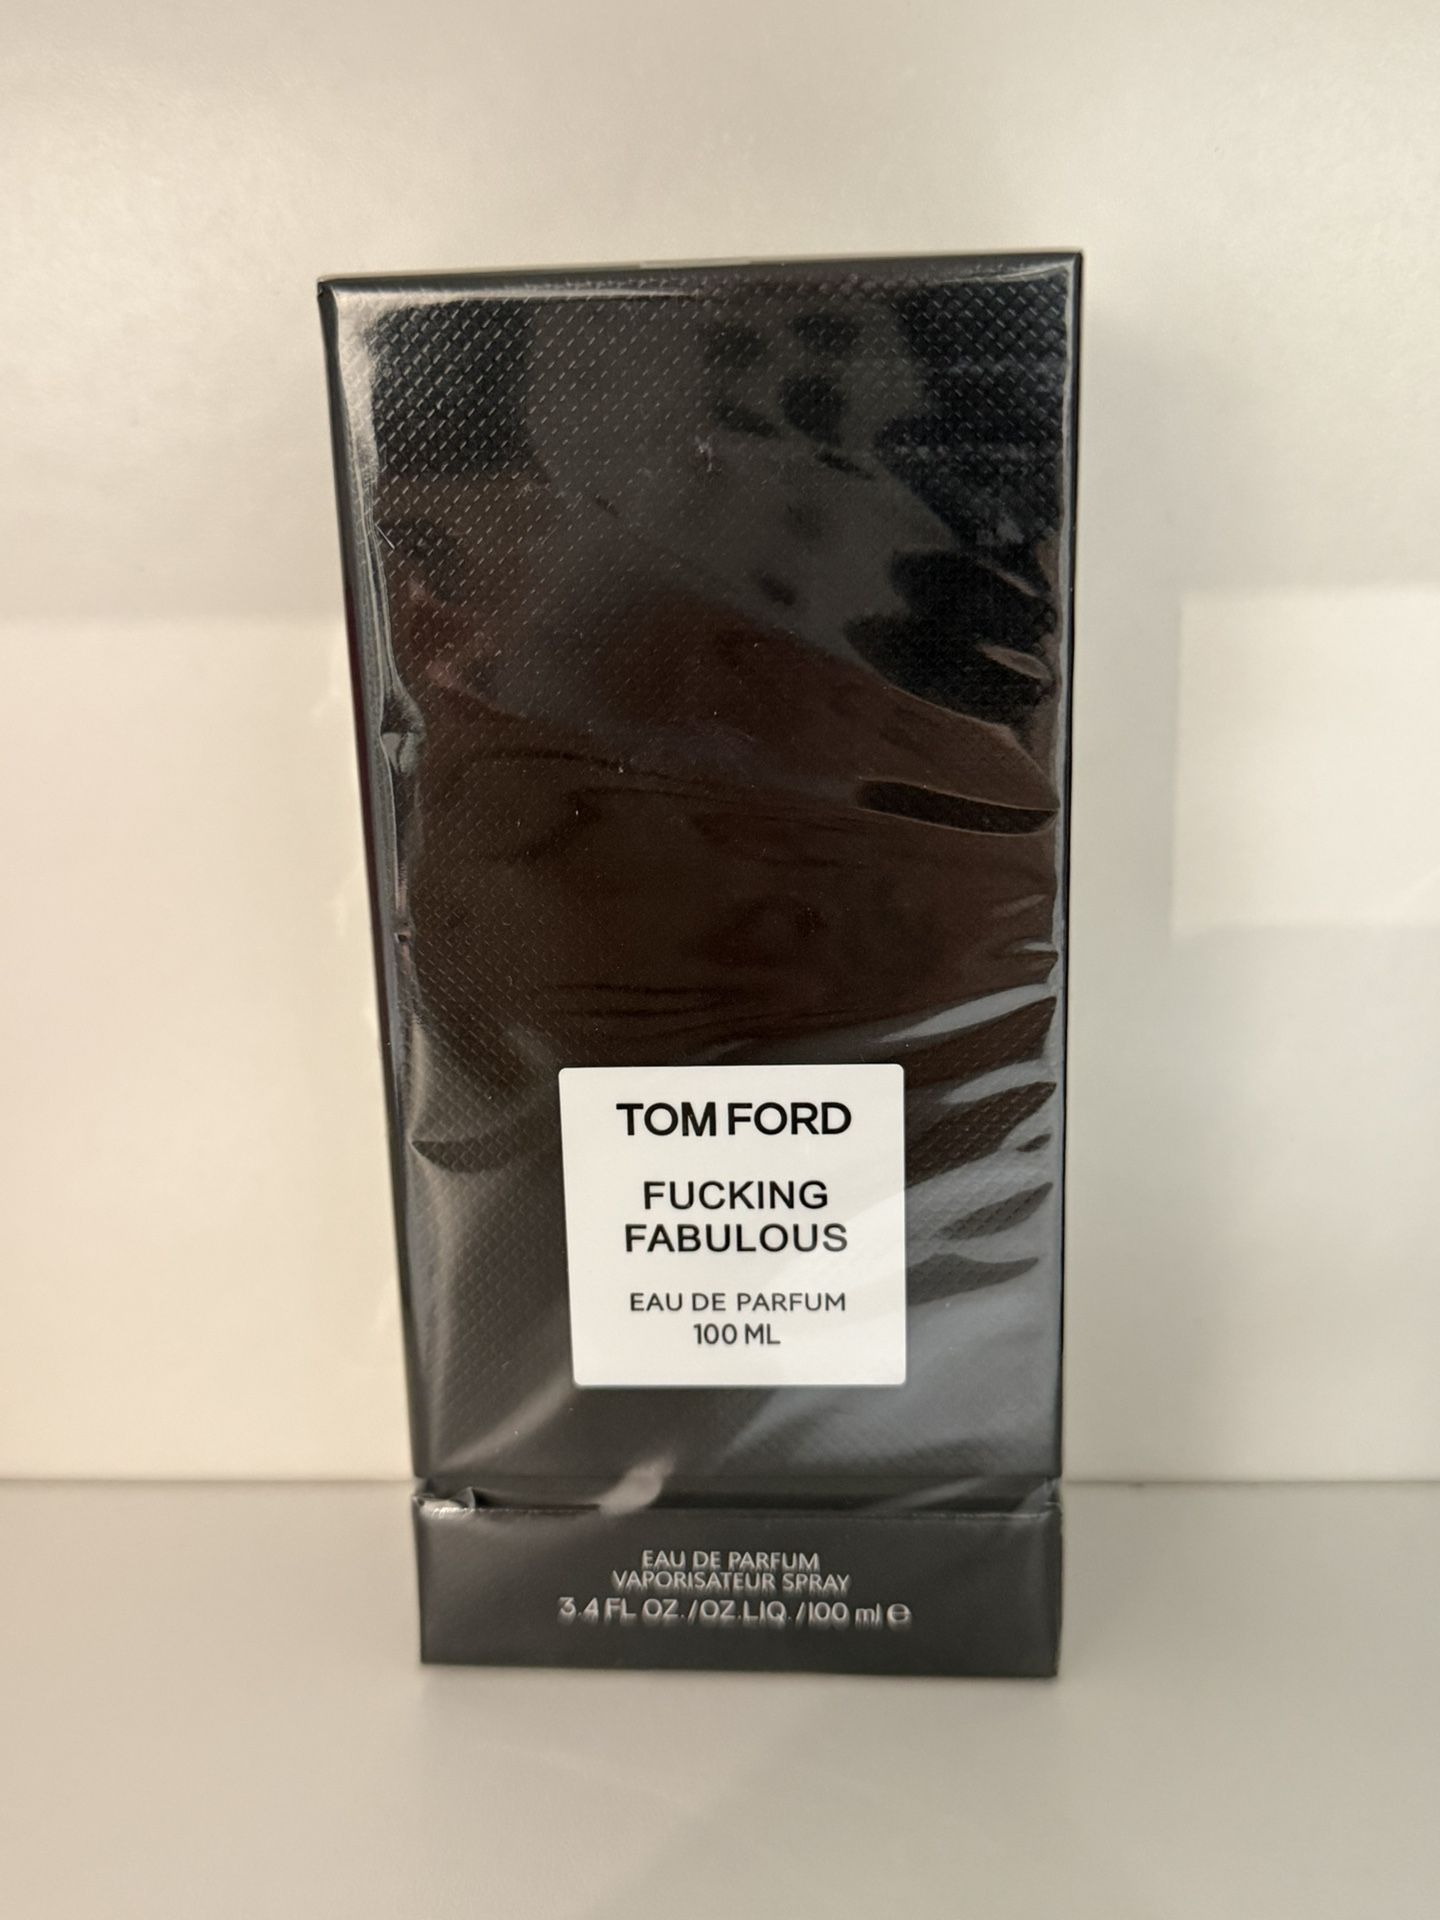 TOM FORD
FUCKING
FABULOUS
EAU DE PARFUM
100 ML
EAU DE PARFUM
VAPORISATEUR SPRAY
3.4 FL OZ./OZ.LIQ./100 ml ℮